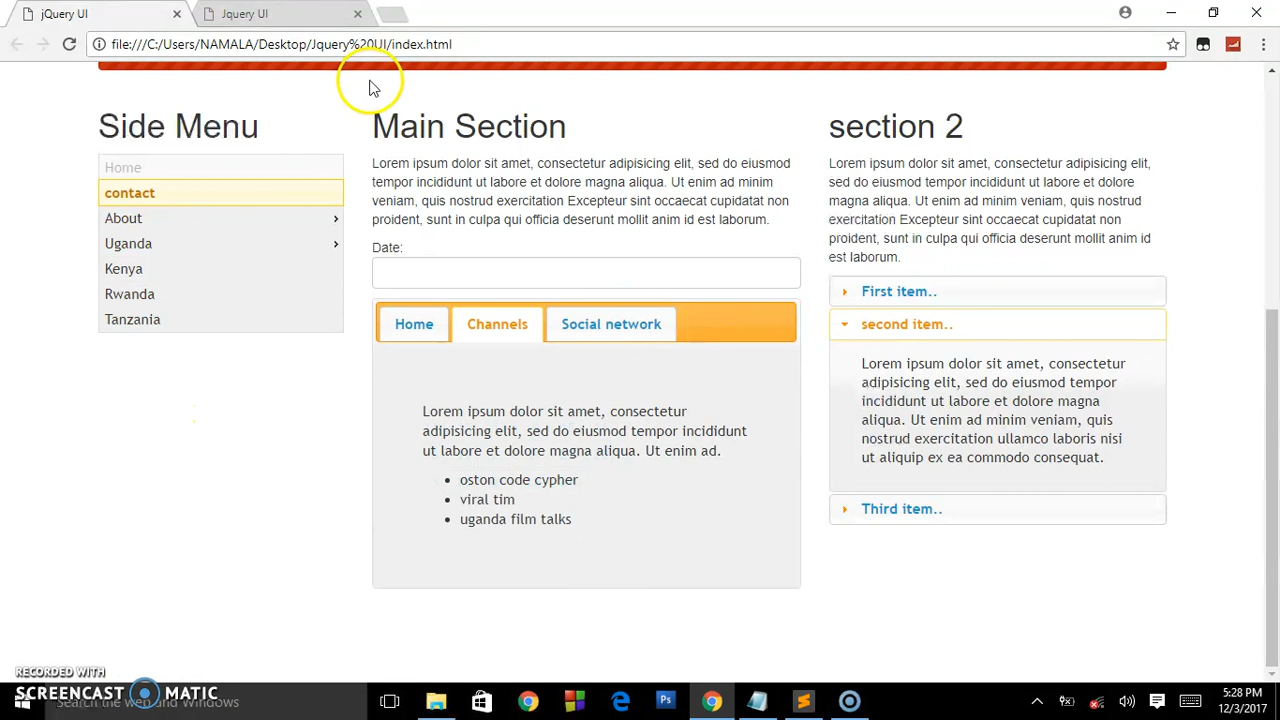 jQuery UI
Jquery UI
file:///C:/Users/NAMALA/Desktop/Jquery%20UI/index.html
Side Menu
Home
contact
About
Uganda
Kenya
Rwanda
Tanzania
Main Section
Lorem ipsum dolor sit amet, consectetur adipisicing elit, sed do eiusmod
tempor incididunt ut labore et dolore magna aliqua. Ut enim ad minim
veniam, quis nostrud exercitation Excepteur sint occaecat cupidatat non
proident, sunt in culpa qui officia deserunt mollit anim id est laborum.
Date:
Home
Channels
Social network
Lorem ipsum dolor sit amet, consectetur
adipisicing elit, sed do eiusmod tempor incididunt
ut labore et dolore magna aliqua. Ut enim ad.
oston code cypher
viral tim
uganda film talks
section 2
Lorem ipsum dolor sit amet, consectetur adipisicing elit,
sed do eiusmod tempor incididunt ut labore et dolore
magna aliqua. Ut enim ad minim veniam, quis nostrud
exercitation Excepteur sint occaecat cupidatat non
proident, sunt in culpa qui officia deserunt mollit anim id
est laborum.
First item..
second item..
Lorem ipsum dolor sit amet, consectetur
adipisicing elit, sed do eiusmod tempor
incididunt ut labore et dolore magna
aliqua. Ut enim ad minim veniam, quis
nostrud exercitation ullamco laboris nisi
ut aliquip ex ea commodo consequat.
Third item..
RECORDED WITH
SCREENCAST MATIC
Search the web and Windows
Ps
5:28 PM
12/3/2017